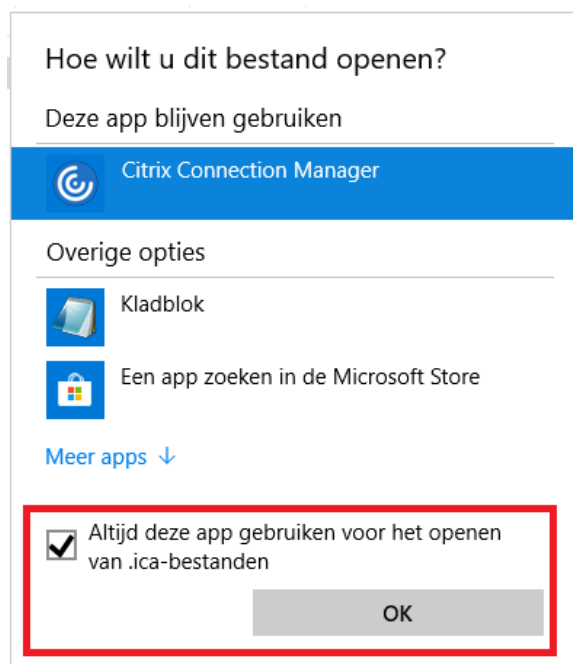 Hoe wilt u dit bestand openen?
Deze app blijven gebruiken
Citrix Connection Manager
Overige opties
Kladblok
Een app zoeken in de Microsoft Store
Meer apps ↓
Altijd deze app gebruiken voor het openen
van .ica-bestanden
OK